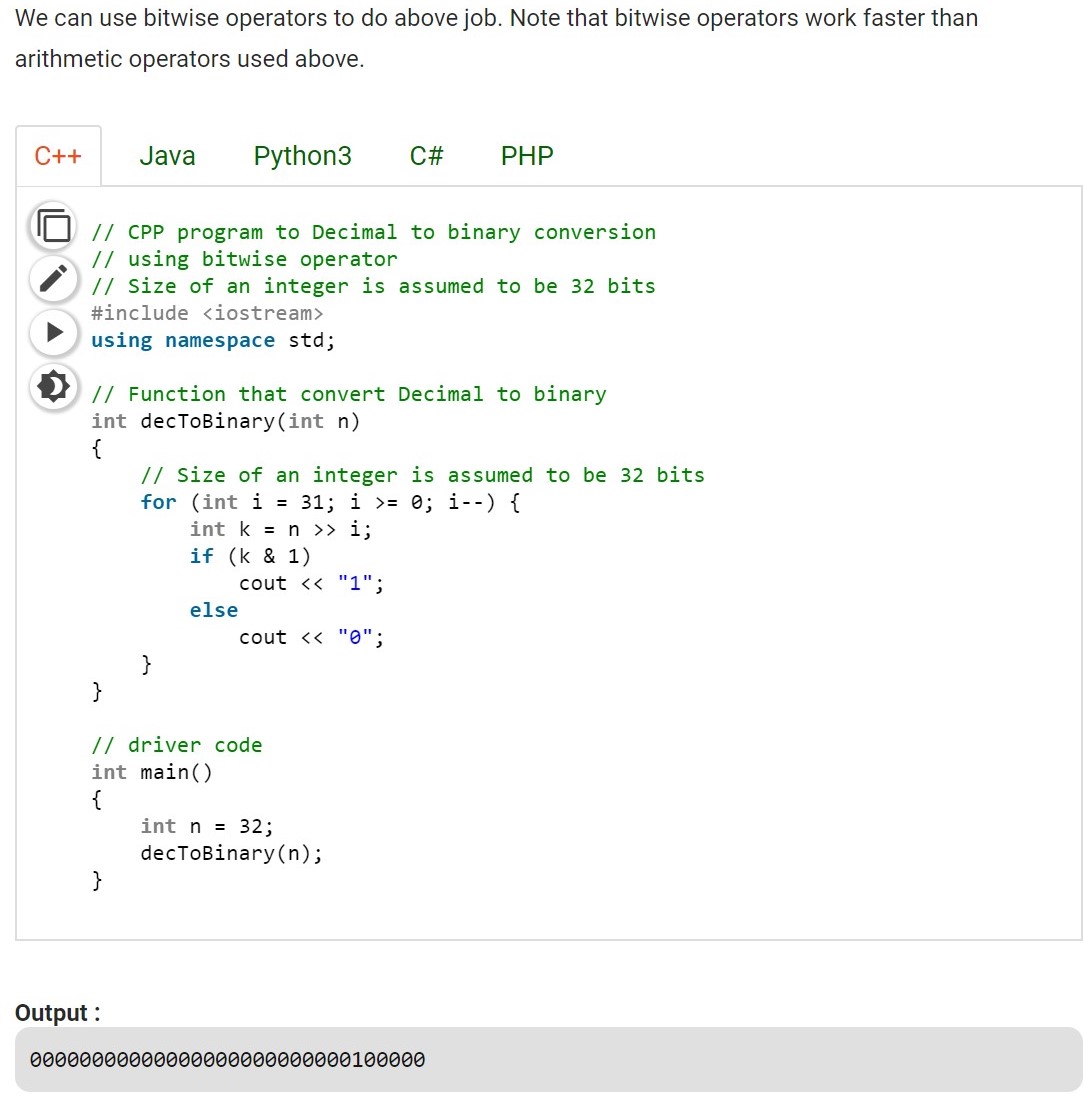 We can use bitwise operators to do above job. Note that bitwise operators work faster than
arithmetic operators used above.
C++ Java Python3 C# PHP
// CPP program to Decimal to binary conversion
// using bitwise operator
// Size of an integer is assumed to be 32 bits
#include <iostream>
using namespace std;
// Function that convert Decimal to binary
int decToBinary(int n)
{
    // Size of an integer is assumed to be 32 bits
    for (int i = 31; i >= 0; i--) {
        int k = n >> i;
        if (k & 1)
            cout << "1";
        else
            cout << "0";
    }
}
// driver code
int main()
{
    int n = 32;
    decToBinary(n);
}
Output :
00000000000000000000000000100000